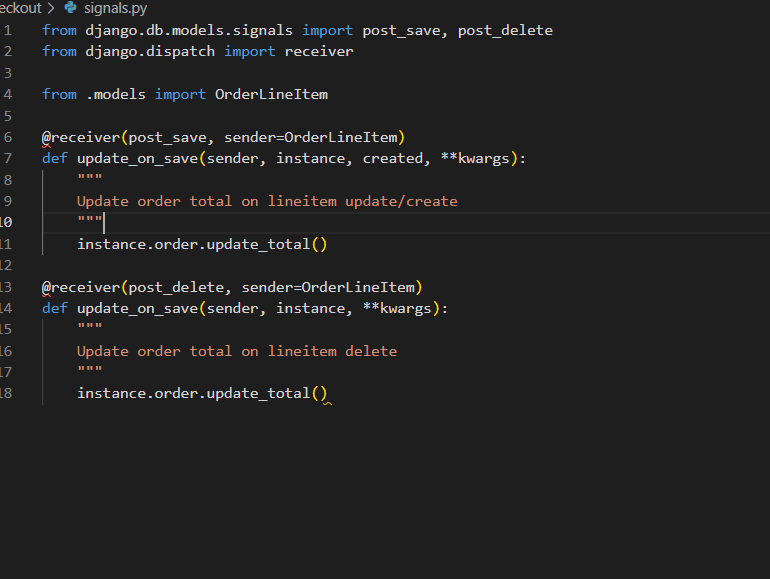 eckout > signals.py
1 from django.db.models.signals import post_save, post_delete
2 from django.dispatch import receiver
3
4 from .models import OrderLineItem
5
6 @receiver(post_save, sender=OrderLineItem)
7 def update_on_save(sender, instance, created, **kwargs):
8     """
9     Update order total on lineitem update/create
10     """
11     instance.order.update_total()
12
13 @receiver(post_delete, sender=OrderLineItem)
14 def update_on_save(sender, instance, **kwargs):
15     """
16     Update order total on lineitem delete
17     """
18     instance.order.update_total()